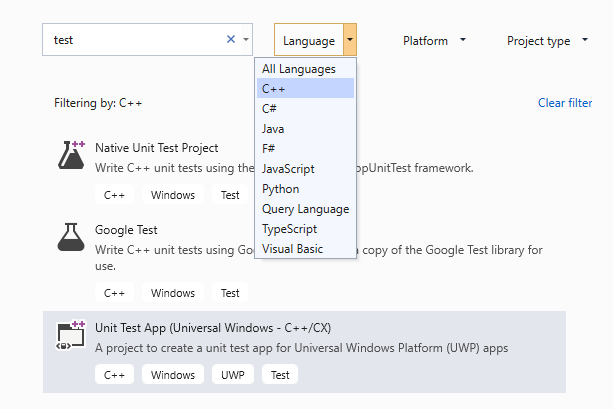 test
Language
Platform
Project type
All Languages
C++
C#
Java
F#
JavaScript
Python
Query Language
TypeScript
Visual Basic
Filtering by: C++
Clear filter
Native Unit Test Project
Write C++ unit tests using the ppUnitTest framework.
C++ Windows Test
Google Test
Write C++ unit tests using Goo a copy of the Google Test library for
use.
C++ Windows Test
Unit Test App (Universal Windows - C++/CX)
A project to create a unit test app for Universal Windows Platform (UWP) apps
C++ Windows UWP Test